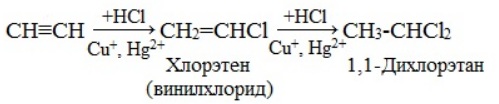 +HCl +HCl
CH≡CH CH₂=CHCl CH₃-CHCl₂
Cu⁺, Hg²⁺ Cu⁺, Hg²⁺
Хлорэтен 1,1-Дихлорэтан
(винилхлорид)